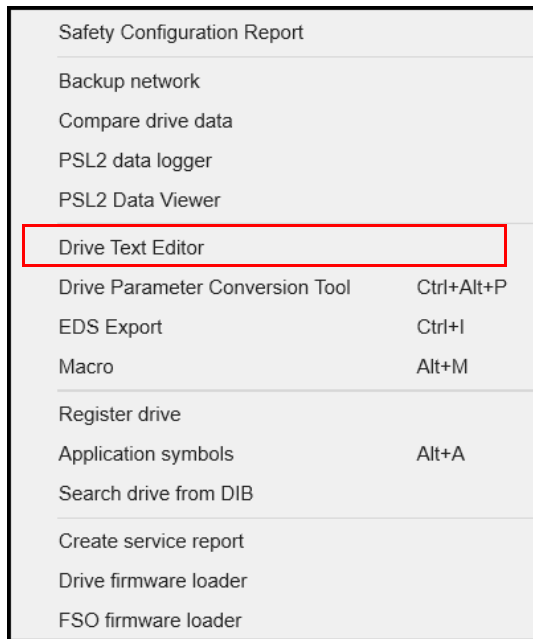 Safety Configuration Report
Backup network
Compare drive data
PSL2 data logger
PSL2 Data Viewer
Drive Text Editor
Drive Parameter Conversion Tool Ctrl+Alt+P
EDS Export Ctrl+I
Macro Alt+M
Register drive
Application symbols Alt+A
Search drive from DIB
Create service report
Drive firmware loader
FSO firmware loader